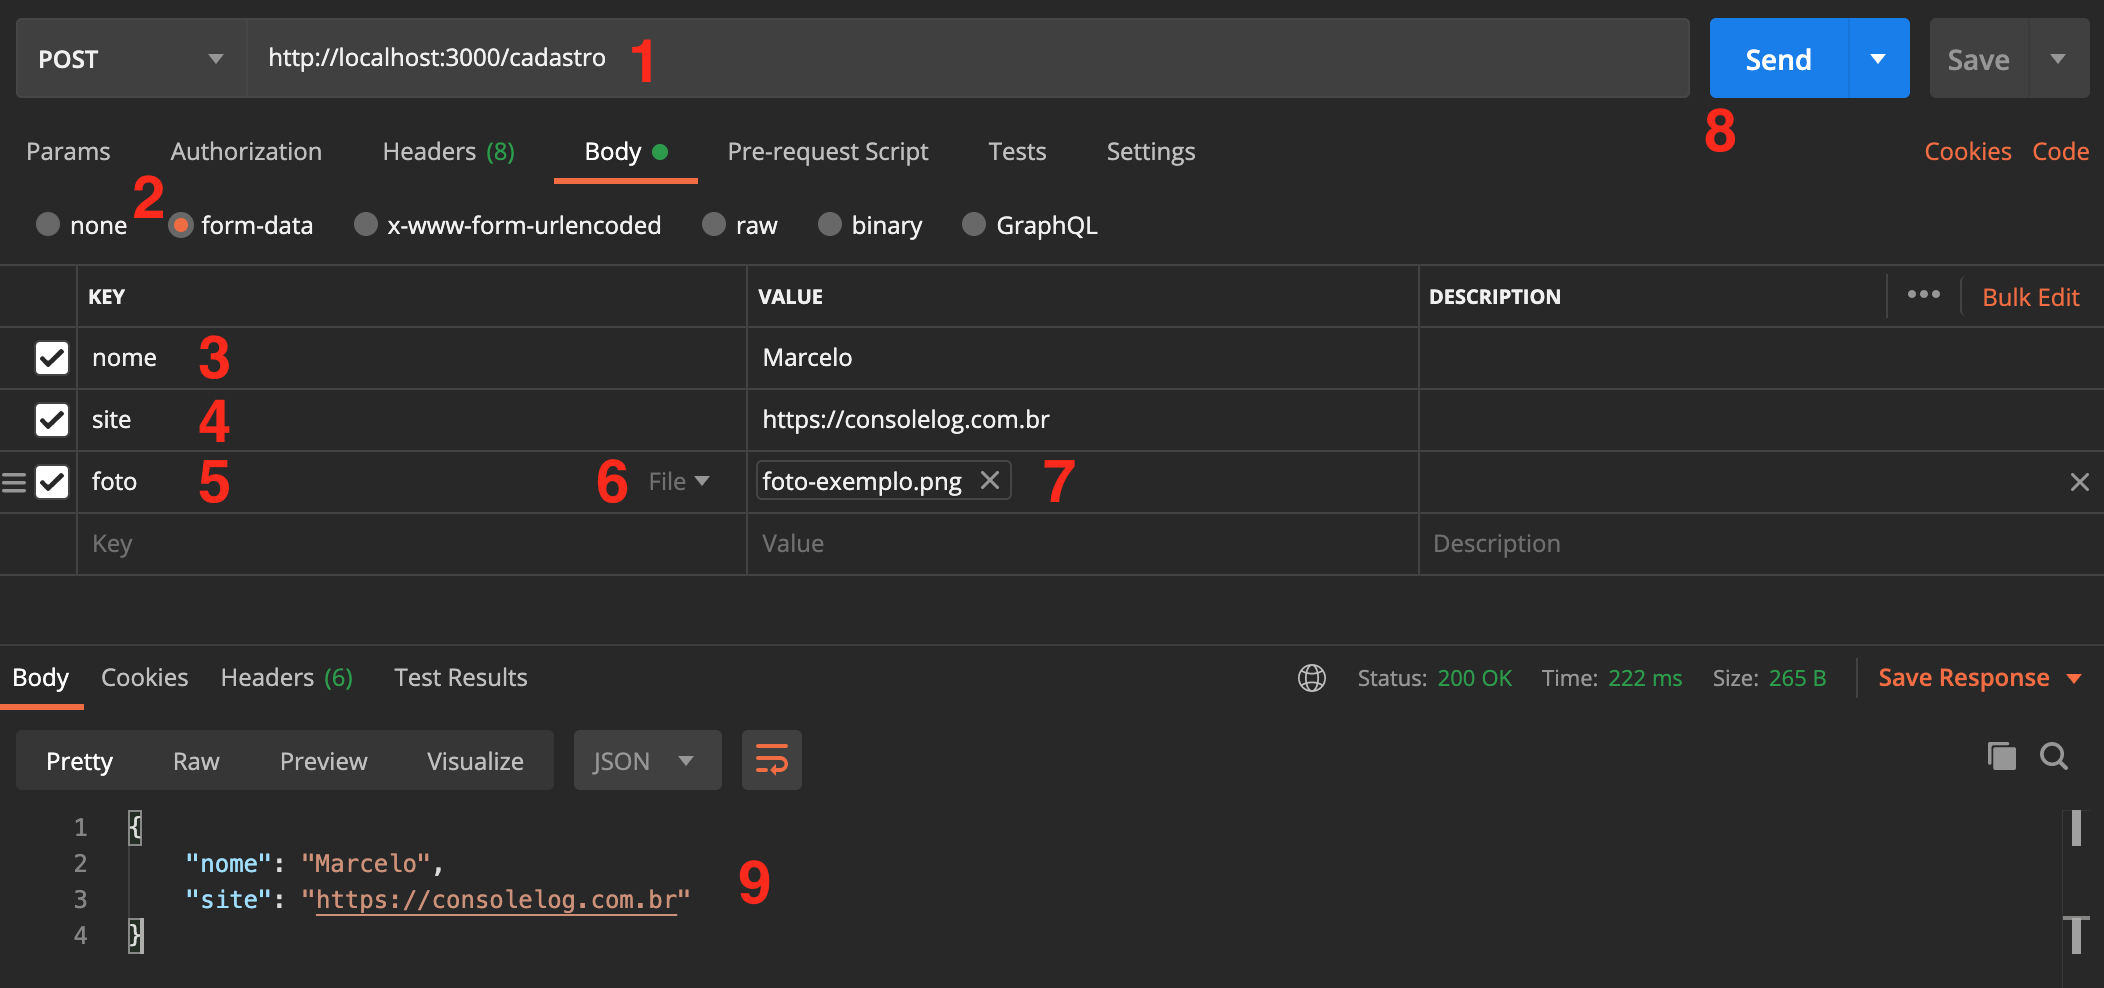 POST http://localhost:3000/cadastro 1 Send Save
8
Params Authorization Headers (8) Body Pre-request Script Tests Settings Cookies Code
2
none form-data x-www-form-urlencoded raw binary GraphQL
KEY VALUE DESCRIPTION ••• Bulk Edit
nome 3 Marcelo
site 4 https://consolelog.com.br
foto 5 6 File foto-exemplo.png 7
Key Value Description
Body Cookies Headers (6) Test Results Status: 200 OK Time: 222 ms Size: 265 B Save Response
Pretty Raw Preview Visualize JSON
1 {
2 "nome": "Marcelo",
3 "site": "https://consolelog.com.br"
9
4 }